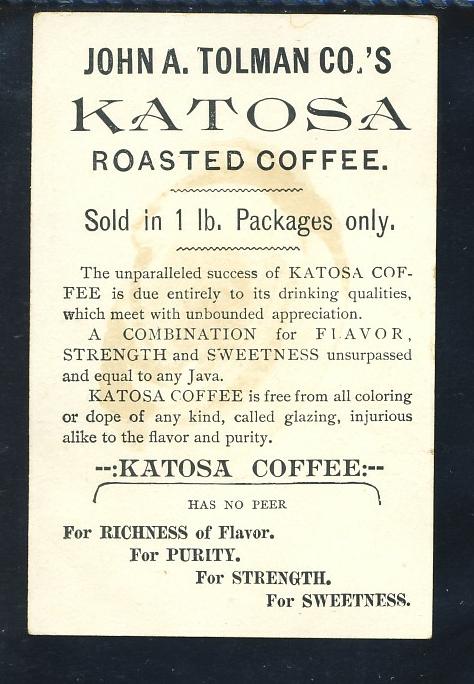 JOHN A. TOLMAN CO.'S
KATOSA
ROASTED COFFEE.
Sold in 1 lb. Packages only.
The unparalleled success of KATOSA COF-
FEE is due entirely to its drinking qualities,
which meet with unbounded appreciation.
A COMBINATION for FLAVOR,
STRENGTH and SWEETNESS unsurpassed
and equal to any Java.
KATOSA COFFEE is free from all coloring
or dope of any kind, called glazing, injurious
alike to the flavor and purity.
--:KATOSA COFFEE:--
HAS NO PEER
For RICHNESS of Flavor.
For PURITY.
For STRENGTH.
For SWEETNESS.